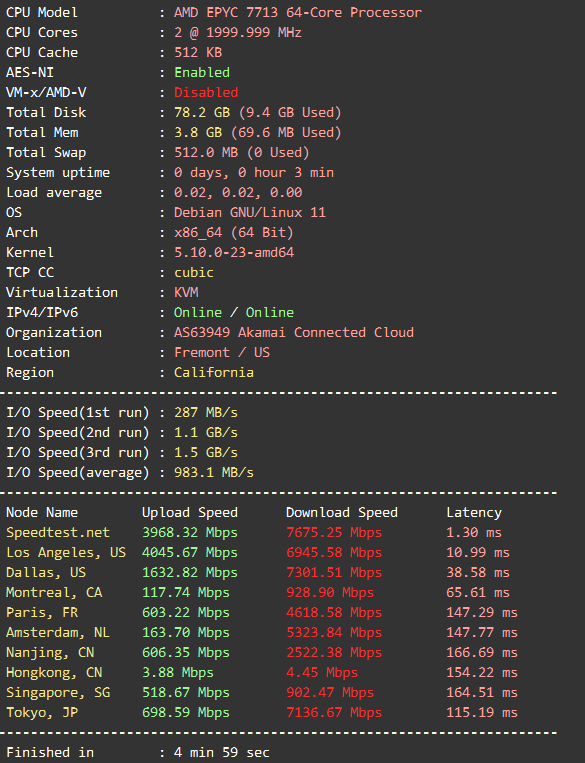 CPU Model : AMD EPYC 7713 64-Core Processor
CPU Cores : 2 @ 1999.999 MHz
CPU Cache : 512 KB
AES-NI : Enabled
VM-x/AMD-V : Disabled
Total Disk : 78.2 GB (9.4 GB Used)
Total Mem : 3.8 GB (69.6 MB Used)
Total Swap : 512.0 MB (0 Used)
System uptime : 0 days, 0 hour 3 min
Load average : 0.02, 0.02, 0.00
OS : Debian GNU/Linux 11
Arch : x86_64 (64 Bit)
Kernel : 5.10.0-23-amd64
TCP CC : cubic
Virtualization : KVM
IPv4/IPv6 : Online / Online
Organization : AS63949 Akamai Connected Cloud
Location : Fremont / US
Region : California
----------------------------------------------------------------------
I/O Speed(1st run) : 287 MB/s
I/O Speed(2nd run) : 1.1 GB/s
I/O Speed(3rd run) : 1.5 GB/s
I/O Speed(average) : 983.1 MB/s
----------------------------------------------------------------------
Node Name Upload Speed Download Speed Latency
Speedtest.net 3968.32 Mbps 7675.25 Mbps 1.30 ms
Los Angeles, US 4045.67 Mbps 6945.58 Mbps 10.99 ms
Dallas, US 1632.82 Mbps 7301.51 Mbps 38.58 ms
Montreal, CA 117.74 Mbps 928.90 Mbps 65.61 ms
Paris, FR 603.22 Mbps 4618.58 Mbps 147.29 ms
Amsterdam, NL 163.70 Mbps 5323.84 Mbps 147.77 ms
Nanjing, CN 606.35 Mbps 2522.38 Mbps 166.69 ms
Hongkong, CN 3.88 Mbps 4.45 Mbps 154.22 ms
Singapore, SG 518.67 Mbps 902.47 Mbps 164.51 ms
Tokyo, JP 698.59 Mbps 7136.67 Mbps 115.19 ms
----------------------------------------------------------------------
Finished in : 4 min 59 sec